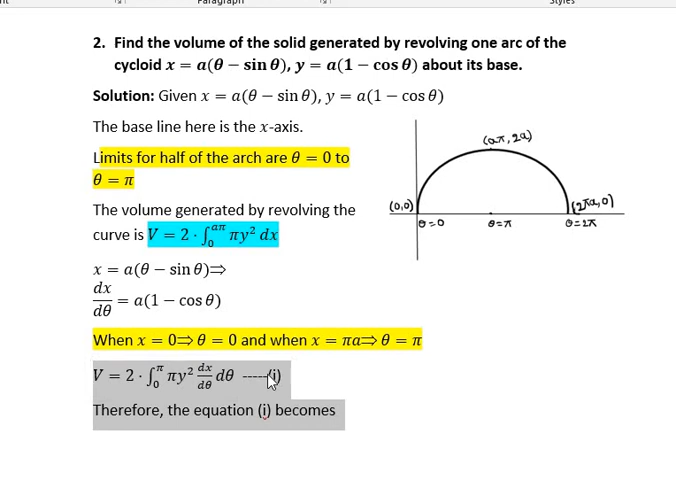 Paragraph
Styles
2. Find the volume of the solid generated by revolving one arc of the
cycloid x = a(θ − sin θ), y = a(1 − cos θ) about its base.
Solution: Given x = a(θ − sin θ), y = a(1 − cos θ)
The base line here is the x-axis.
Limits for half of the arch are θ = 0 to
θ = π
The volume generated by revolving the
curve is V = 2 · ∫₀^{aπ} πy² dx
(aπ, 2a)
(0,0)
(2πa, 0)
θ=0
θ=π
θ=2π
x = a(θ − sin θ)⇒
dx/dθ = a(1 − cos θ)
When x = 0⇒ θ = 0 and when x = πa⇒ θ = π
V = 2 · ∫₀^π πy² dx/dθ dθ -----(i)
Therefore, the equation (i) becomes